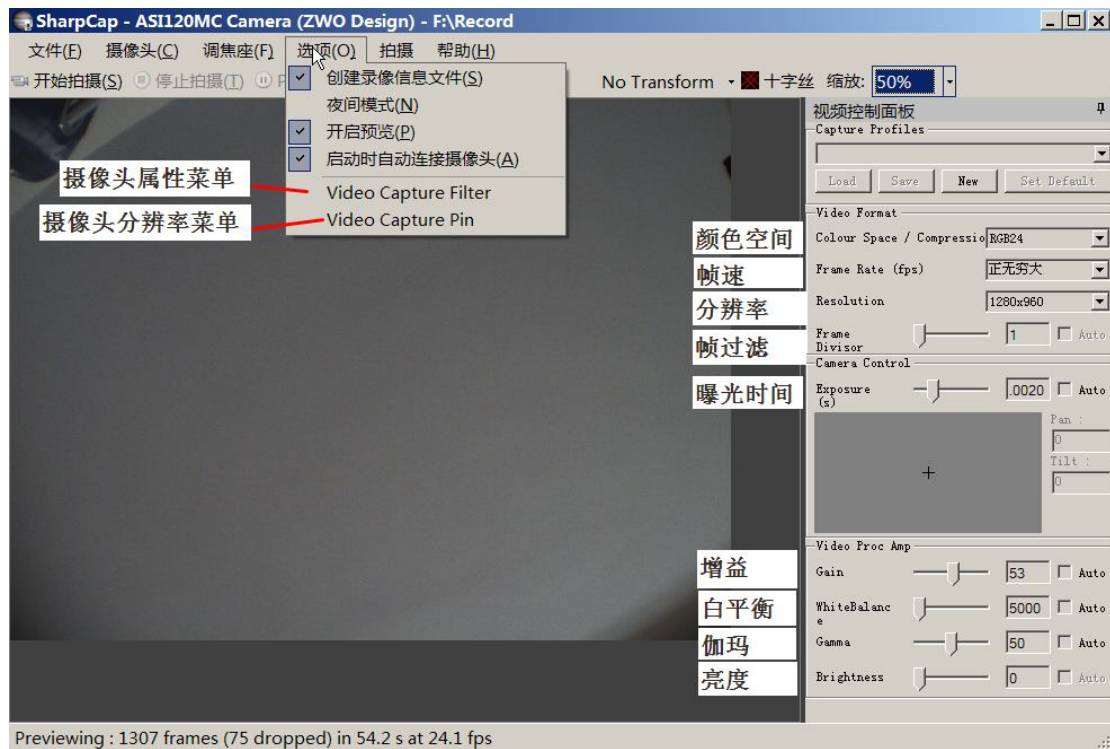 SharpCap - ASI120MC Camera (ZWO Design) - F:\Record
文件(F) 摄像头(C) 调焦座(F) 选项(O) 拍摄 帮助(H)
开始拍摄(S) 停止拍摄(T) P No Transform 十字丝 缩放: 50%
创建录像信息文件(S)
夜间模式(N)
开启预览(P)
启动时自动连接摄像头(A)
Video Capture Filter
Video Capture Pin
摄像头属性菜单
摄像头分辨率菜单
视频控制面板
Capture Profiles
Load Save New Set Default
Video Format
颜色空间 Colour Space / Compressio RGB24
帧速 Frame Rate (fps) 正无穷大
分辨率 Resolution 1280x960
帧过滤 Frame Divisor 1 Auto
Camera Control
曝光时间 Exposure (s) .0020 Auto
Pan :
0
Tilt :
0
Video Proc Amp
增益 Gain 53 Auto
白平衡 WhiteBalance 5000 Auto
伽玛 Gamma 50 Auto
亮度 Brightness 0 Auto
Previewing : 1307 frames (75 dropped) in 54.2 s at 24.1 fps